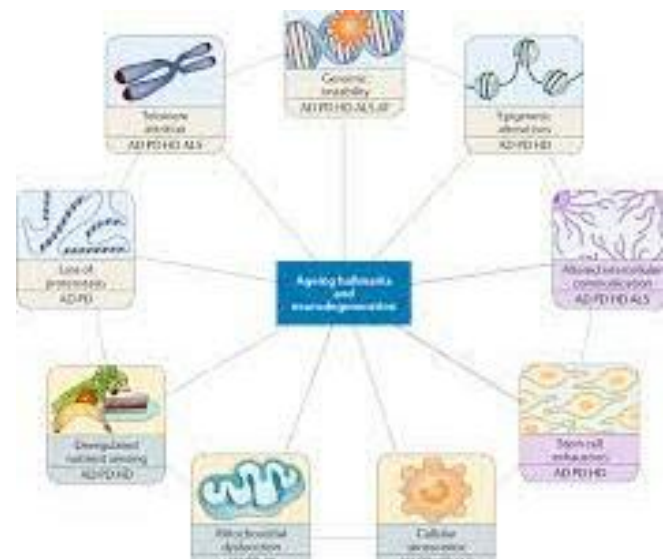 Genomic
instability
AD PD HD ALS AT
Telomere
attrition
AD PD HD ALS
Epigenetic
alterations
AD PD HD
Loss of
proteostasis
AD PD
Ageing hallmarks
and
neurodegeneration
Altered intercellular
communication
AD PD HD ALS
Deregulated
nutrient sensing
AD PD HD
Stem cell
exhaustion
AD PD HD
Mitochondrial
dysfunction
Cellular
senescence